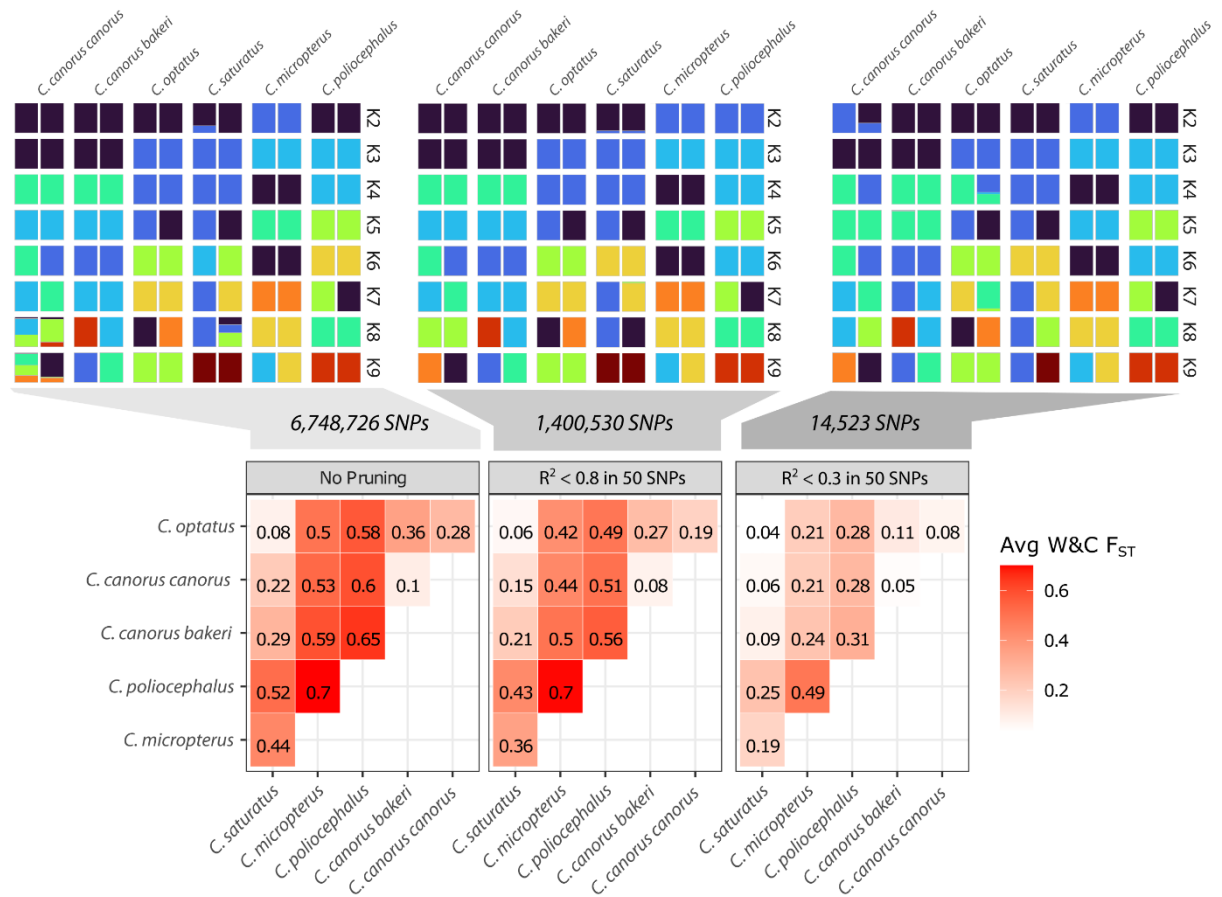 C. canorus canorus
C. canorus bakeri
C. optatus
C. saturatus
C. micropterus
C. poliocephalus
K2
K3
K4
K5
K6
K7
K8
K9
C. canorus canorus
C. canorus bakeri
C. optatus
C. saturatus
C. micropterus
C. poliocephalus
K2
K3
K4
K5
K6
K7
K8
K9
C. canorus canorus
C. canorus bakeri
C. optatus
C. saturatus
C. micropterus
C. poliocephalus
K2
K3
K4
K5
K6
K7
K8
K9
6,748,726 SNPs
1,400,530 SNPs
14,523 SNPs
No Pruning
R² < 0.8 in 50 SNPs
R² < 0.3 in 50 SNPs
C. optatus 0.08 0.5 0.58 0.36 0.28 0.06 0.42 0.49 0.27 0.19 0.04 0.21 0.28 0.11 0.08
C. canorus canorus 0.22 0.53 0.6 0.1 0.15 0.44 0.51 0.08 0.06 0.21 0.28 0.05
C. canorus bakeri 0.29 0.59 0.65 0.21 0.5 0.56 0.09 0.24 0.31
C. poliocephalus 0.52 0.7 0.43 0.7 0.25 0.49
C. micropterus 0.44 0.36 0.19
C. saturatus
C. micropterus
C. poliocephalus
C. canorus bakeri
C. canorus canorus
C. saturatus
C. micropterus
C. poliocephalus
C. canorus bakeri
C. canorus canorus
C. saturatus
C. micropterus
C. poliocephalus
C. canorus bakeri
C. canorus canorus
Avg W&C FST
0.6
0.4
0.2